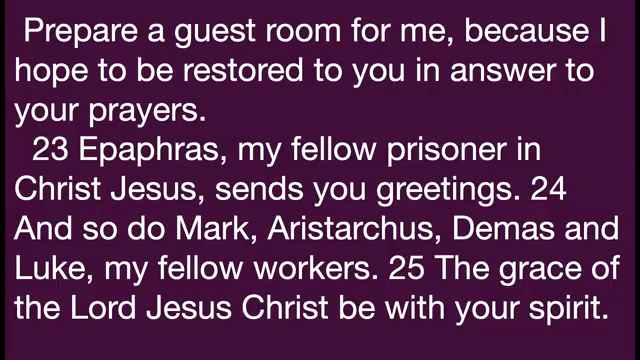 Prepare a guest room for me, because I
hope to be restored to you in answer to
your prayers.
23 Epaphras, my fellow prisoner in
Christ Jesus, sends you greetings. 24
And so do Mark, Aristarchus, Demas and
Luke, my fellow workers. 25 The grace of
the Lord Jesus Christ be with your spirit.